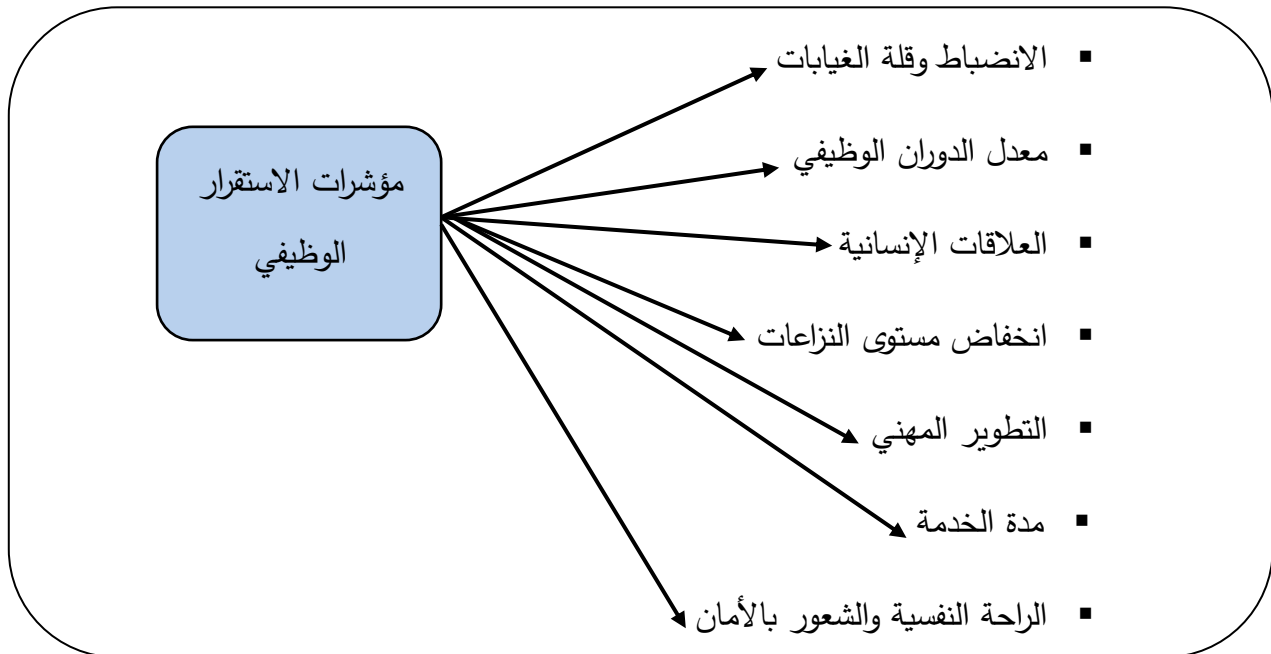 ▪ الانضباط وقلة الغيابات
▪ معدل الدوران الوظيفي
▪ العلاقات الإنسانية
▪ انخفاض مستوى النزاعات
▪ التطوير المهني
▪ مدة الخدمة
▪ الراحة النفسية والشعور بالأمان
مؤشرات الاستقرار
الوظيفي